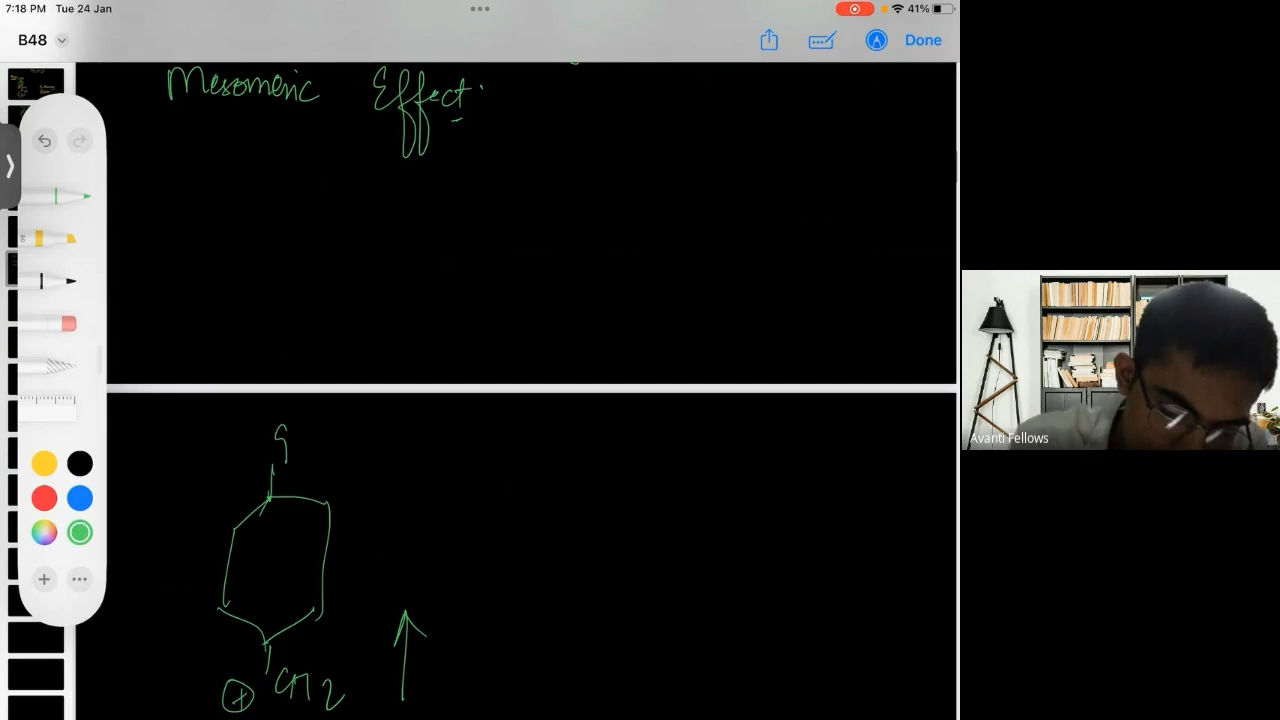 7:18 PM Tue 24 Jan
41%
B48
Done
Mesomeric Effect
G
⊕ CH2
Avanti Fellows